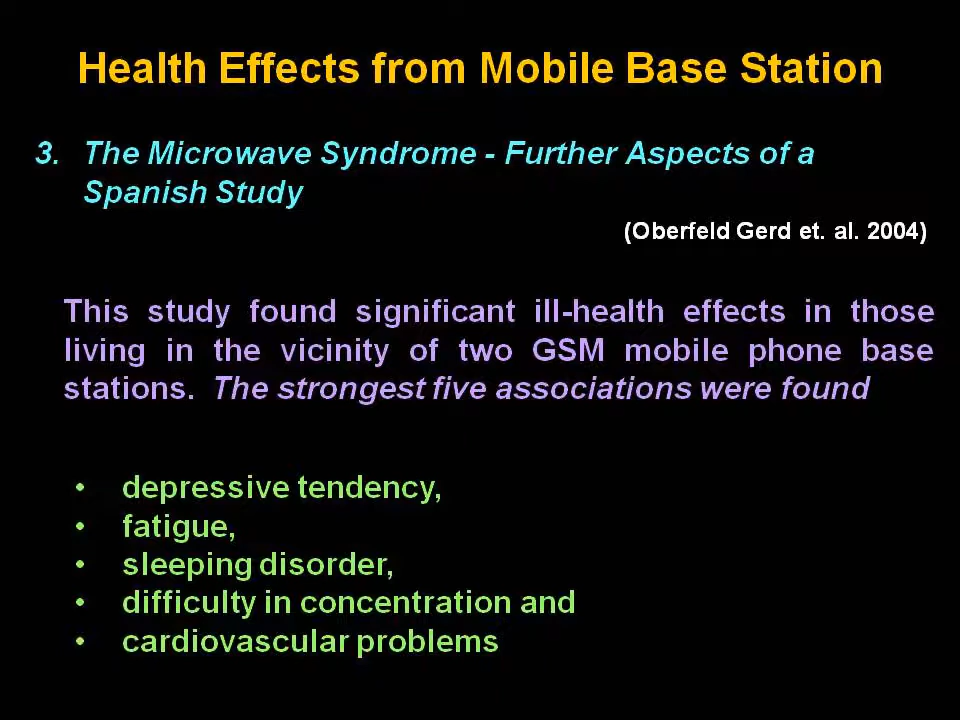 Health Effects from Mobile Base Station
3. The Microwave Syndrome - Further Aspects of a
Spanish Study
(Oberfeld Gerd et. al. 2004)
This study found significant ill-health effects in those
living in the vicinity of two GSM mobile phone base
stations. The strongest five associations were found
• depressive tendency,
• fatigue,
• sleeping disorder,
• difficulty in concentration and
• cardiovascular problems